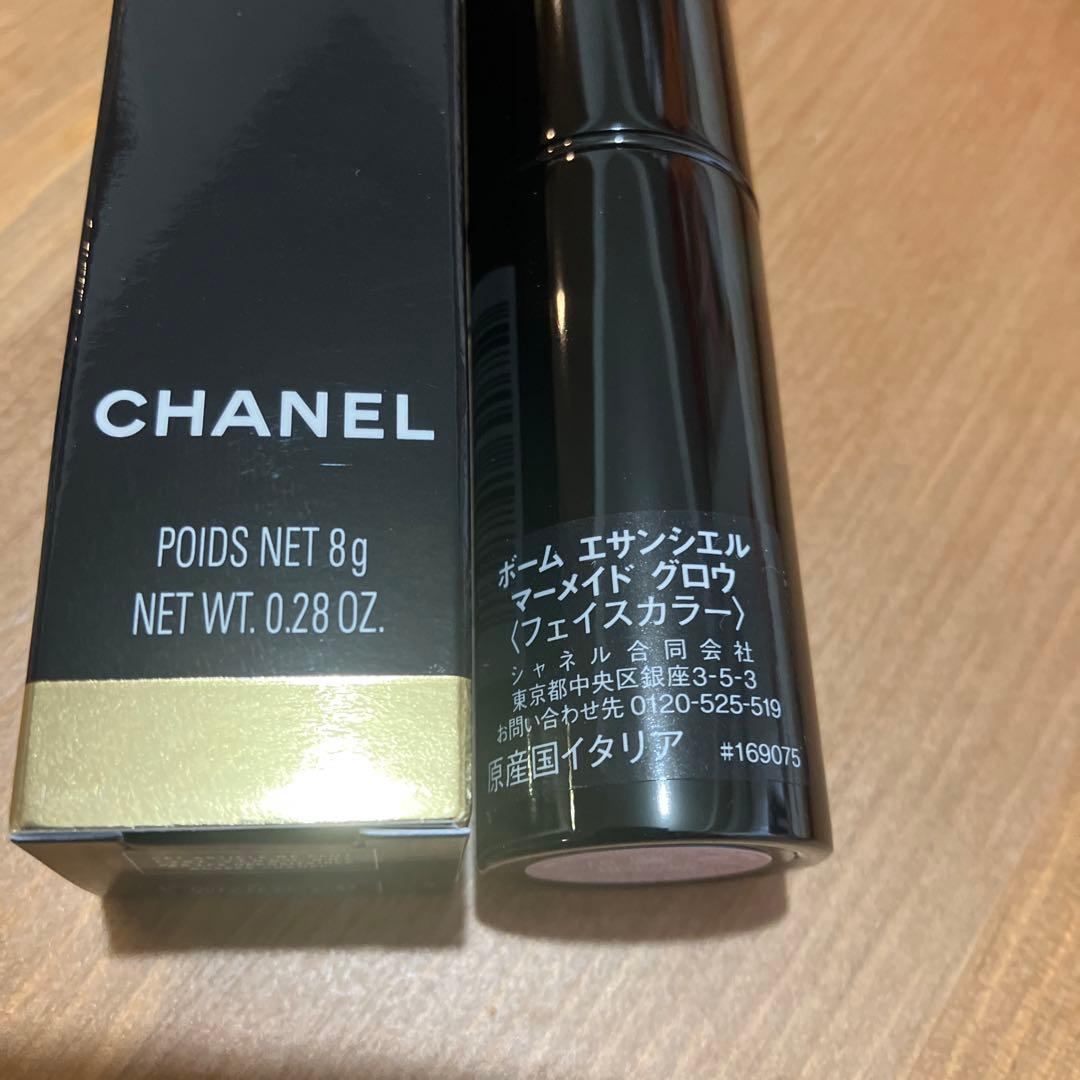 CHANEL
POIDS NET 8g
NET WT. 0.28 OZ.
ボーム エサンシエル
マーメイド グロウ
〈フェイスカラー〉
シャネル合同会社
東京都中央区銀座3-5-3
お問い合わせ先 0120-525-519
原産国イタリア #169075